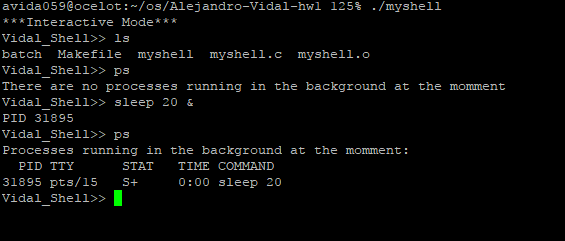 avida059@ocelot:~/os/Alejandro-Vidal-hw1 125% ./myshell
***Interactive Mode***
Vidal_Shell>> ls
batch  Makefile  myshell  myshell.c  myshell.o
Vidal_Shell>> ps
There are no processes running in the background at the momment
Vidal_Shell>> sleep 20 &
PID 31895
Vidal_Shell>> ps
Processes running in the background at the momment:
  PID TTY      STAT   TIME COMMAND
31895 pts/15   S+     0:00 sleep 20
Vidal_Shell>>